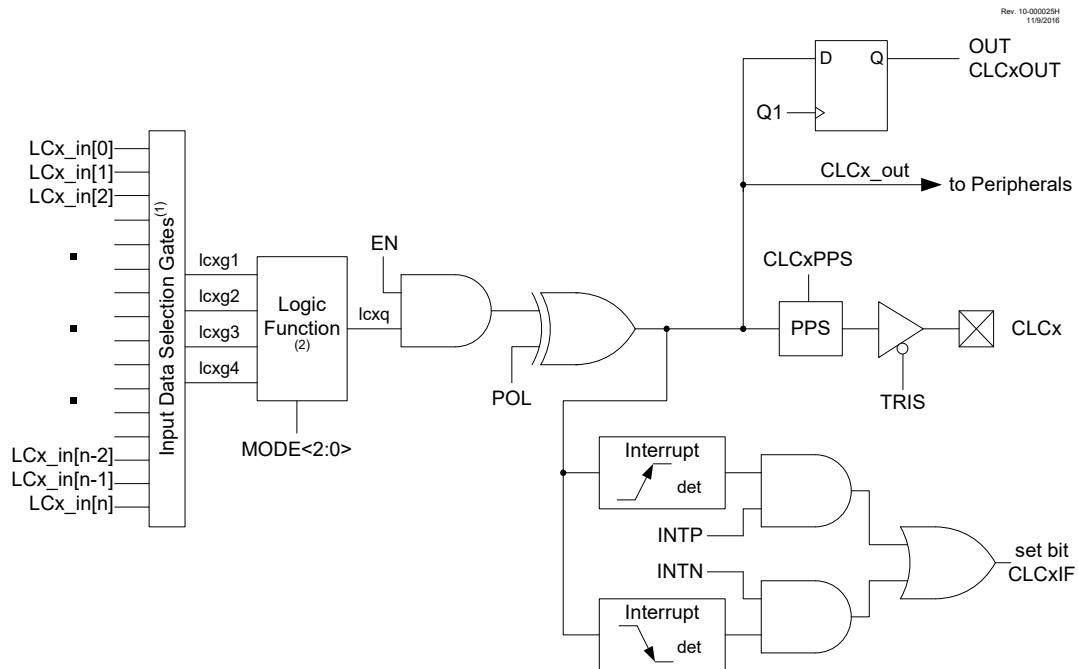 Rev. 10-000025H
11/9/2016
OUT
CLCxOUT
D
Q
Q1
CLCx_out
to Peripherals
LCx_in[0]
LCx_in[1]
LCx_in[2]
Input Data Selection Gates(1)
lcxg1
lcxg2
lcxg3
lcxg4
Logic
Function
(2)
MODE<2:0>
lcxq
EN
POL
CLCxPPS
PPS
CLCx
TRIS
LCx_in[n-2]
LCx_in[n-1]
LCx_in[n]
Interrupt
det
INTP
INTN
Interrupt
det
set bit
CLCxIF